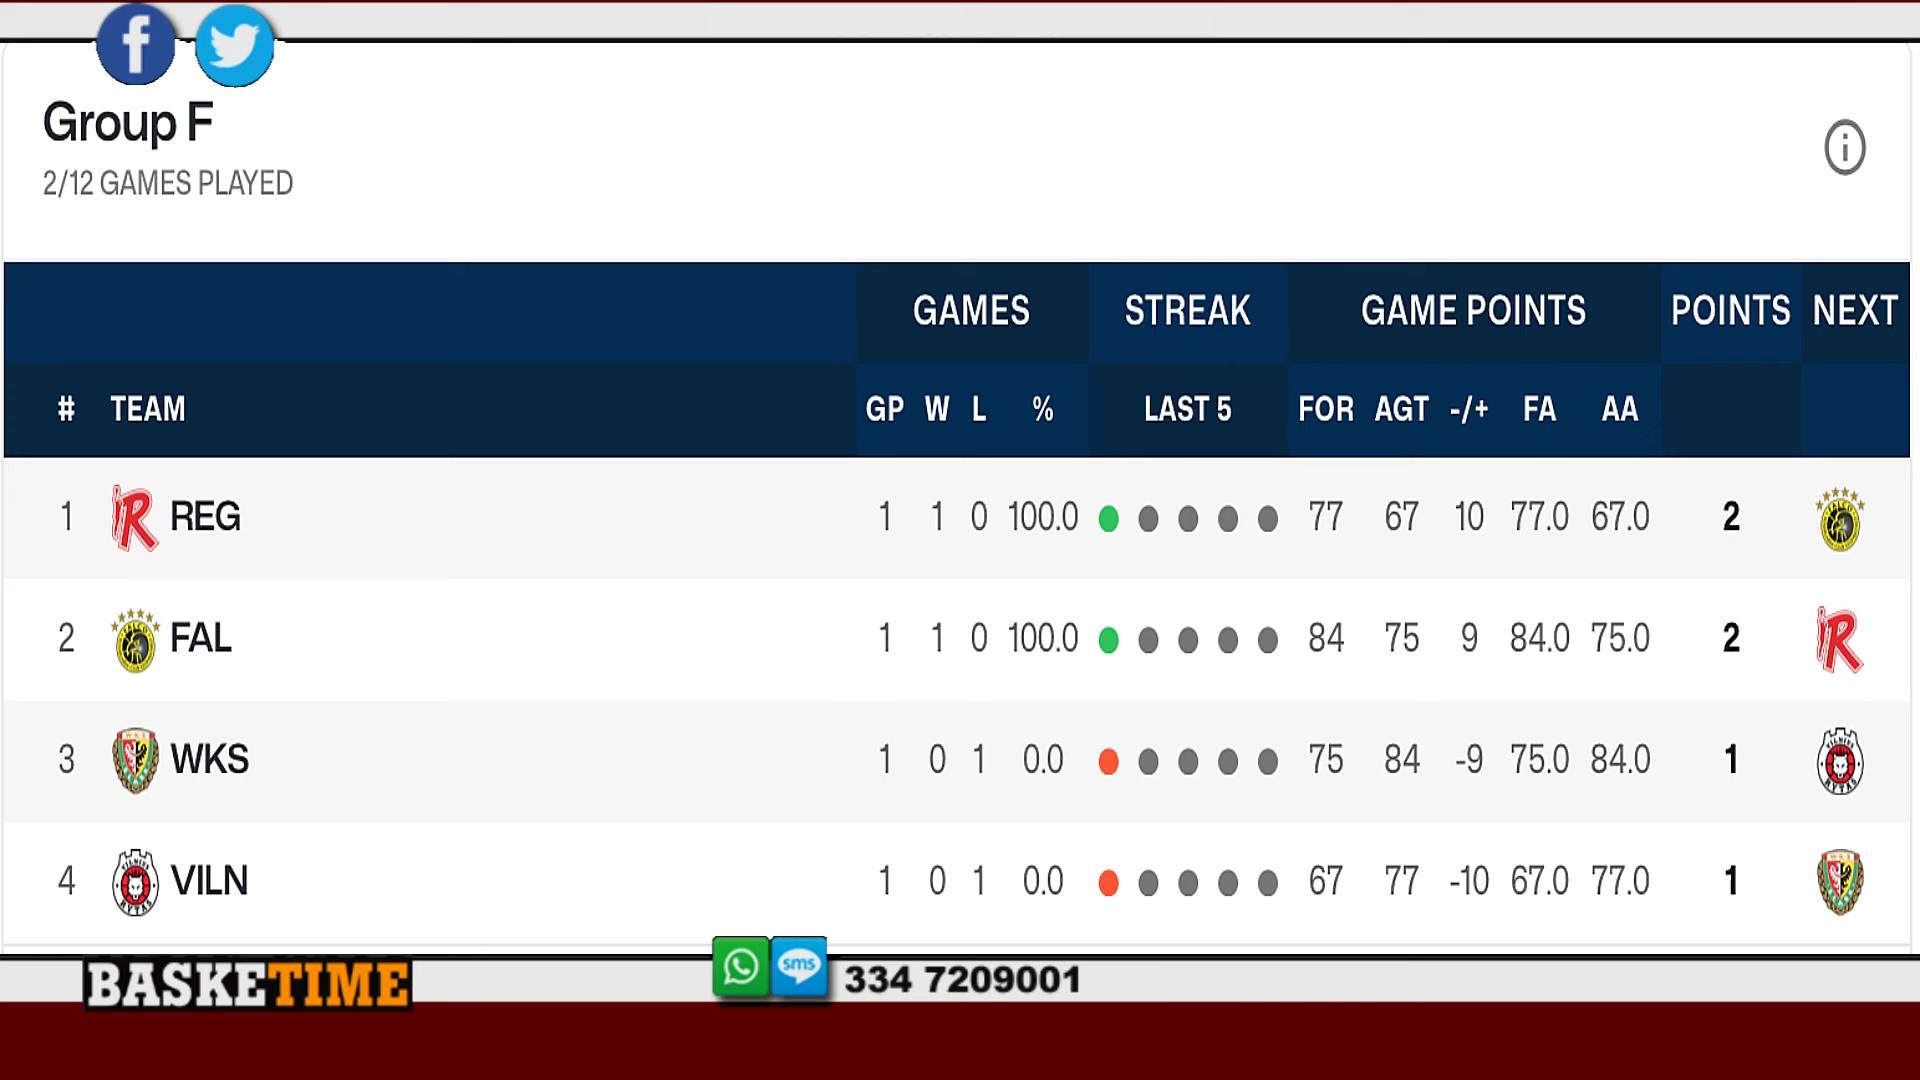 Group F
2/12 GAMES PLAYED
GAMES STREAK GAME POINTS POINTS NEXT
# TEAM GP W L % LAST 5 FOR AGT -/+ FA AA
1 REG 1 1 0 100.0 77 67 10 77.0 67.0 2
2 FAL 1 1 0 100.0 84 75 9 84.0 75.0 2
3 WKS 1 0 1 0.0 75 84 -9 75.0 84.0 1
4 VILN 1 0 1 0.0 67 77 -10 67.0 77.0 1
BASKETIME
sms
334 7209001